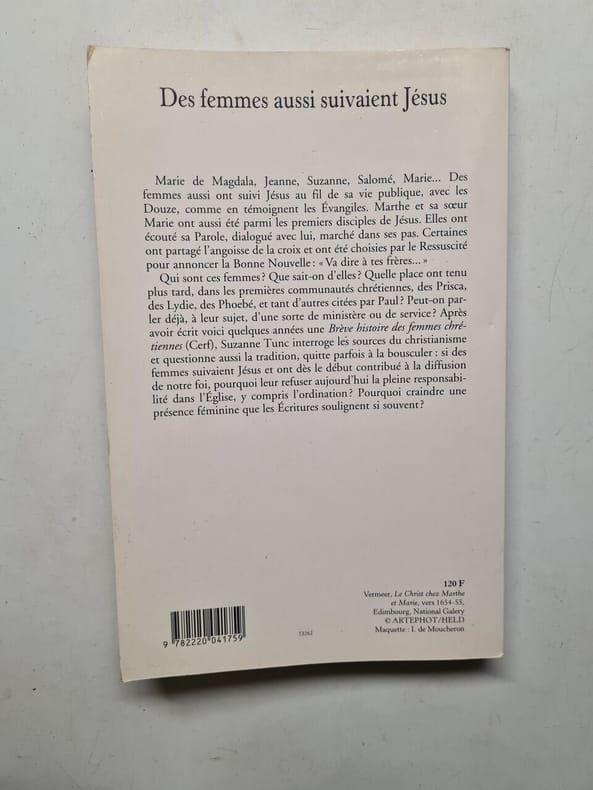 Des femmes aussi suivaient Jésus
Marie de Magdala, Jeanne, Suzanne, Salomé, Marie... Des
femmes aussi ont suivi Jésus au fil de sa vie publique, avec les
Douze, comme en témoignent les Évangiles. Marthe et sa sœur
Marie ont aussi été parmi les premiers disciples de Jésus. Elles ont
écouté sa Parole, dialogué avec lui, marché dans ses pas. Certaines
ont partagé l'angoisse de la croix et ont été choisies par le Ressuscité
pour annoncer la Bonne Nouvelle : « Va dire à tes frères... »
Qui sont ces femmes ? Que sait-on d'elles ? Quelle place ont tenu
plus tard, dans les premières communautés chrétiennes, des Prisca,
des Lydie, des Phoebé, et tant d'autres citées par Paul ? Peut-on par-
ler déjà, à leur sujet, d'une sorte de ministère ou de service ? Après
avoir écrit voici quelques années une Brève histoire des femmes chré-
tiennes (Cerf), Suzanne Tunc interroge les sources du christianisme
et questionne aussi la tradition, quitte parfois à la bousculer : si des
femmes suivaient Jésus et ont dès le début contribué à la diffusion
de notre foi, pourquoi leur refuser aujourd'hui la pleine responsabi-
lité dans l'Église, y compris l'ordination ? Pourquoi craindre une
présence féminine que les Écritures soulignent si souvent ?
120 F
Vermeer, Le Christ chez Marthe
et Marie, vers 1654-55,
Edimbourg, National Galery
© ARTEPHOT/HELD
Maquette : I. de Moucheron
9 782220 041759
13262